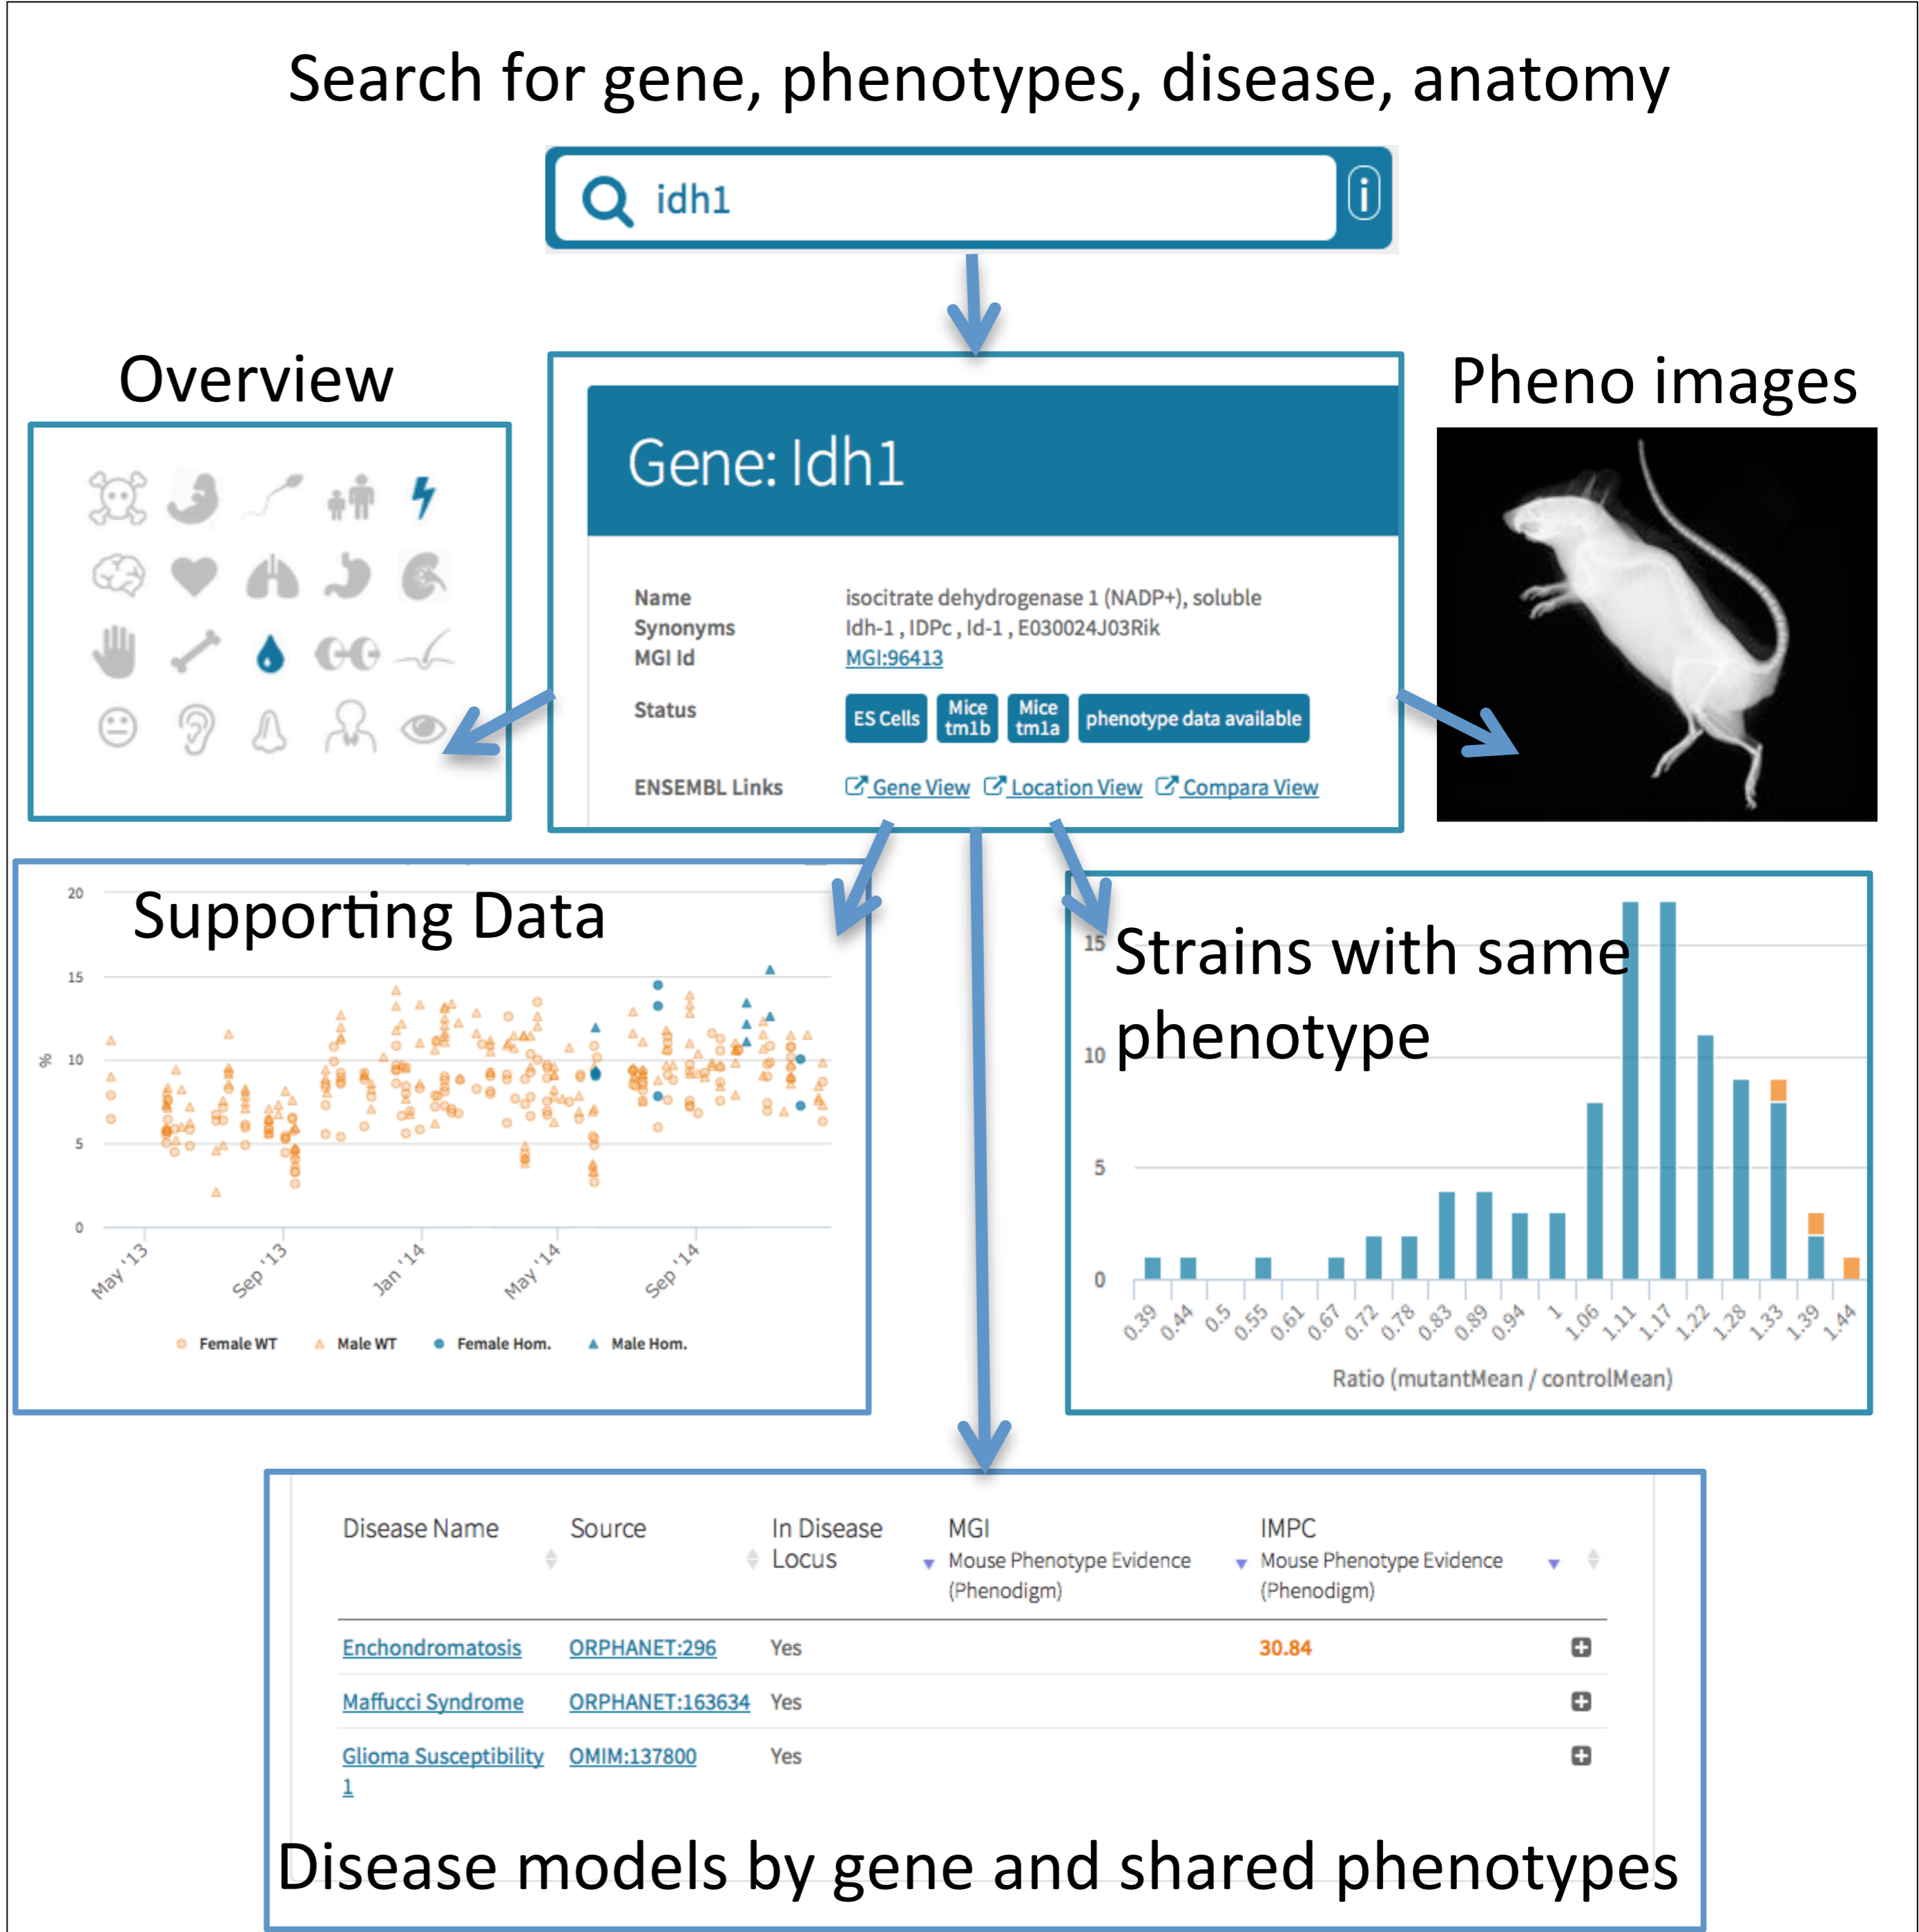 Search for gene, phenotypes, disease, anatomy
idh1
i
Overview
Pheno images
Gene: Idh1
Name isocitrate dehydrogenase 1 (NADP+), soluble
Synonyms Idh-1 , IDPc , Id-1 , E030024J03Rik
MGI Id MGI:96413
Status ES Cells Mice tm1b Mice tm1a phenotype data available
ENSEMBL Links Gene View Location View Compara View
Supporting Data
20
15
10
5
0
%
May '13 Sep '13 Jan '14 May '14 Sep '14
Female WT Male WT Female Hom. Male Hom.
Strains with same
phenotype
15
10
5
0
0.39 0.44 0.5 0.55 0.61 0.67 0.72 0.78 0.83 0.89 0.94 1 1.06 1.11 1.17 1.22 1.28 1.33 1.39 1.44
Ratio (mutantMean / controlMean)
Disease Name Source In Disease Locus MGI Mouse Phenotype Evidence (Phenodigm) IMPC Mouse Phenotype Evidence (Phenodigm)
Enchondromatosis ORPHANET:296 Yes 30.84
Maffucci Syndrome ORPHANET:163634 Yes
Glioma Susceptibility 1 OMIM:137800 Yes
Disease models by gene and shared phenotypes